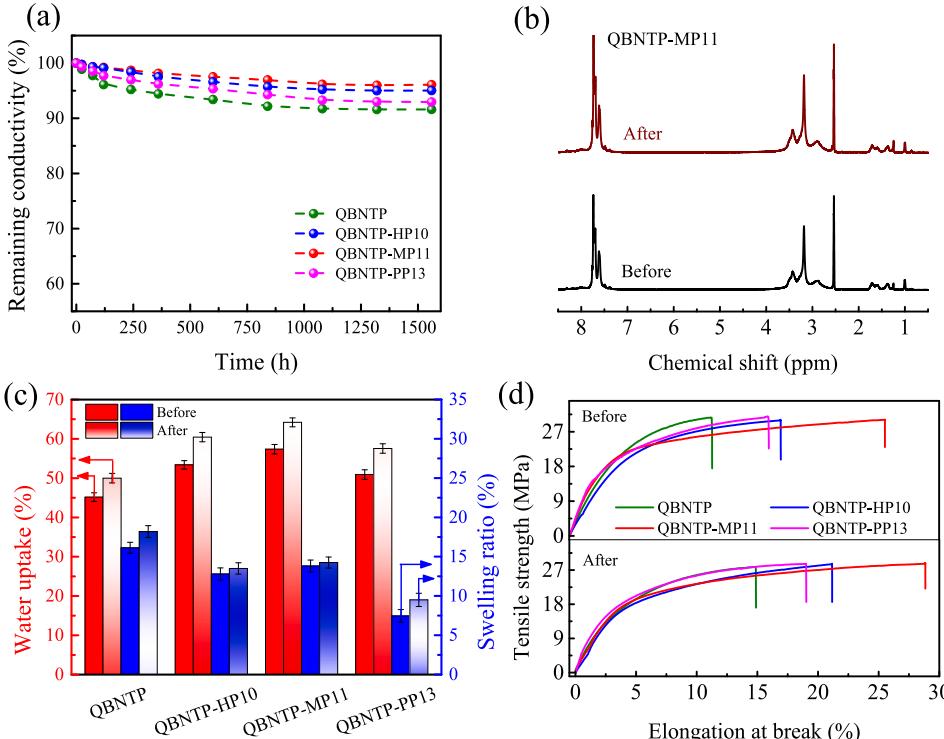 (a)
Remaining conductivity (%)
100
90
80
70
60
QBNTP
QBNTP-HP10
QBNTP-MP11
QBNTP-PP13
0 250 500 750 1000 1250 1500
Time (h)
(b)
QBNTP-MP11
After
Before
8 7 6 5 4 3 2 1
Chemical shift (ppm)
(c)
Water uptake (%)
70
60
50
40
30
20
10
0
Before
After
35
30
25
20
15
10
5
0
Swelling ratio (%)
QBNTP
QBNTP-HP10
QBNTP-MP11
QBNTP-PP13
(d)
Tensile strength (MPa)
Before
27
18
9
0
QBNTP QBNTP-HP10
QBNTP-MP11 QBNTP-PP13
After
27
18
9
0
0 5 10 15 20 25 30
Elongation at break (%)